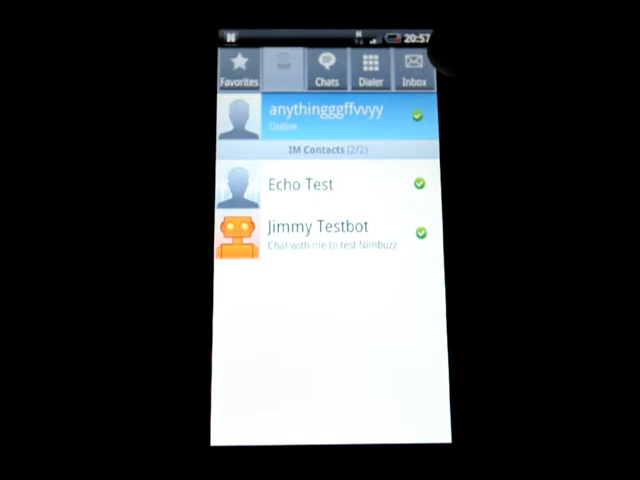 N H 20:57
Favorites Chats Dialer Inbox
anythingggffvvyy
Online
IM Contacts (2/2)
Echo Test
Jimmy Testbot
Chat with me to test Nimbuzz